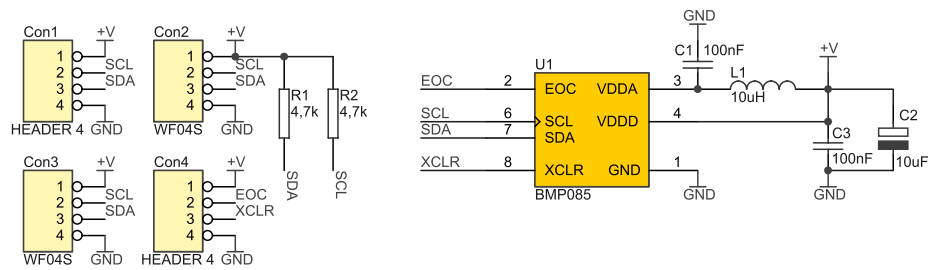 Con1
+V
1
SCL
2
SDA
3
4
HEADER 4
GND
Con2
+V
1
SCL
2
SDA
3
4
WF04S
GND
R1
4,7k
R2
4,7k
SDA
SCL
Con3
+V
1
SCL
2
SDA
3
4
WF04S
GND
Con4
+V
1
EOC
2
XCLR
3
4
HEADER 4
GND
GND
C1
100nF
U1
EOC
2
EOC
VDDA
3
L1
10uH
+V
SCL
6
SCL
VDDD
4
SDA
7
SDA
XCLR
8
XCLR
GND
1
BMP085
GND
C3
100nF
GND
C2
10uF